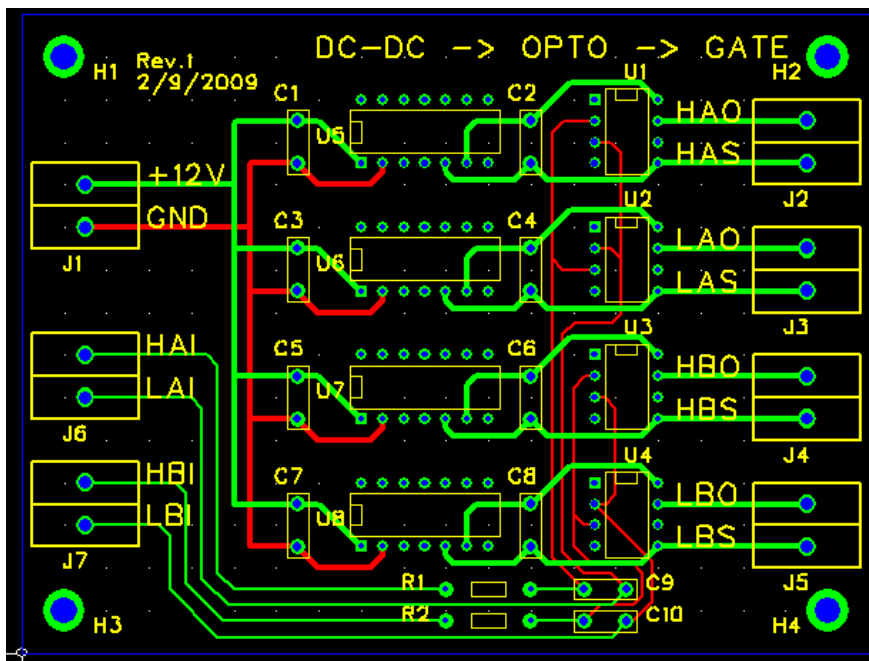 DC-DC -> OPTO -> GATE
H1 Rev.1 U1 H2
2/9/2009
C1 C2
U5 HAO
HAS
+12V
J2
GND C3 C4 U2
J1 U6 LAO
LAS
J3
HAI C5 C6 U3
LAI U7 HBO
J6 HBS
J4
HBI C7 C8 U4
LBI U8 LBO
LBS
J7
R1 C9 J5
R2 C10
H3 H4